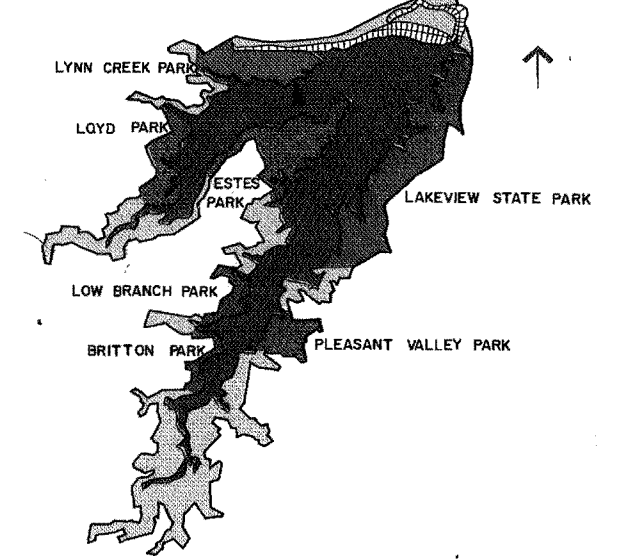 LYNN CREEK PARK
LOYD PARK
ESTES
PARK
LAKEVIEW STATE PARK
LOW BRANCH PARK
BRITTON PARK
PLEASANT VALLEY PARK